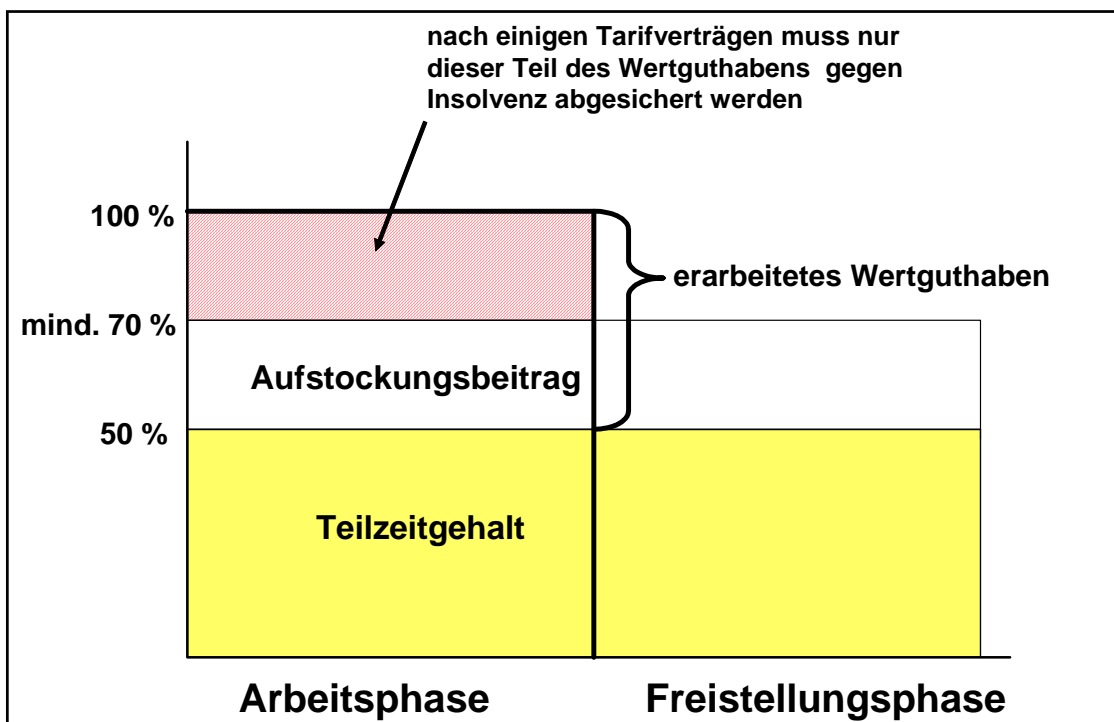 nach einigen Tarifverträgen muss nur
dieser Teil des Wertguthabens gegen
Insolvenz abgesichert werden
100 %
erarbeitetes Wertguthaben
mind. 70 %
Aufstockungsbeitrag
50 %
Teilzeitgehalt
Arbeitsphase
Freistellungsphase